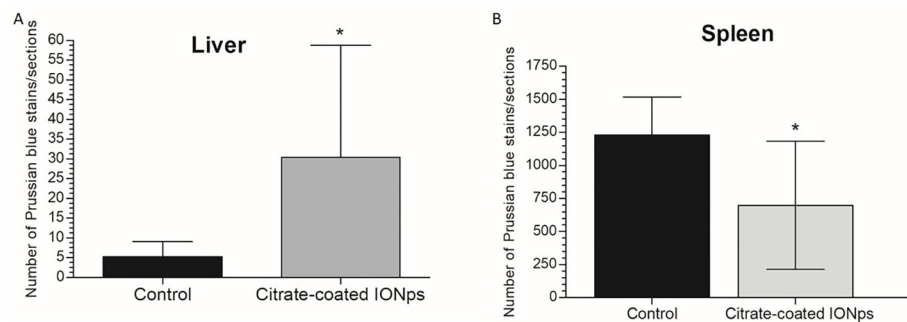 A
Liver
Number of Prussian blue stains/sections
60
55
50
45
40
35
30
25
20
15
10
5
0
*
Control
Citrate-coated IONps
B
Spleen
Number of Prussian blue stains/sections
1750
1500
1250
1000
750
500
250
0
*
Control
Citrate-coated IONps